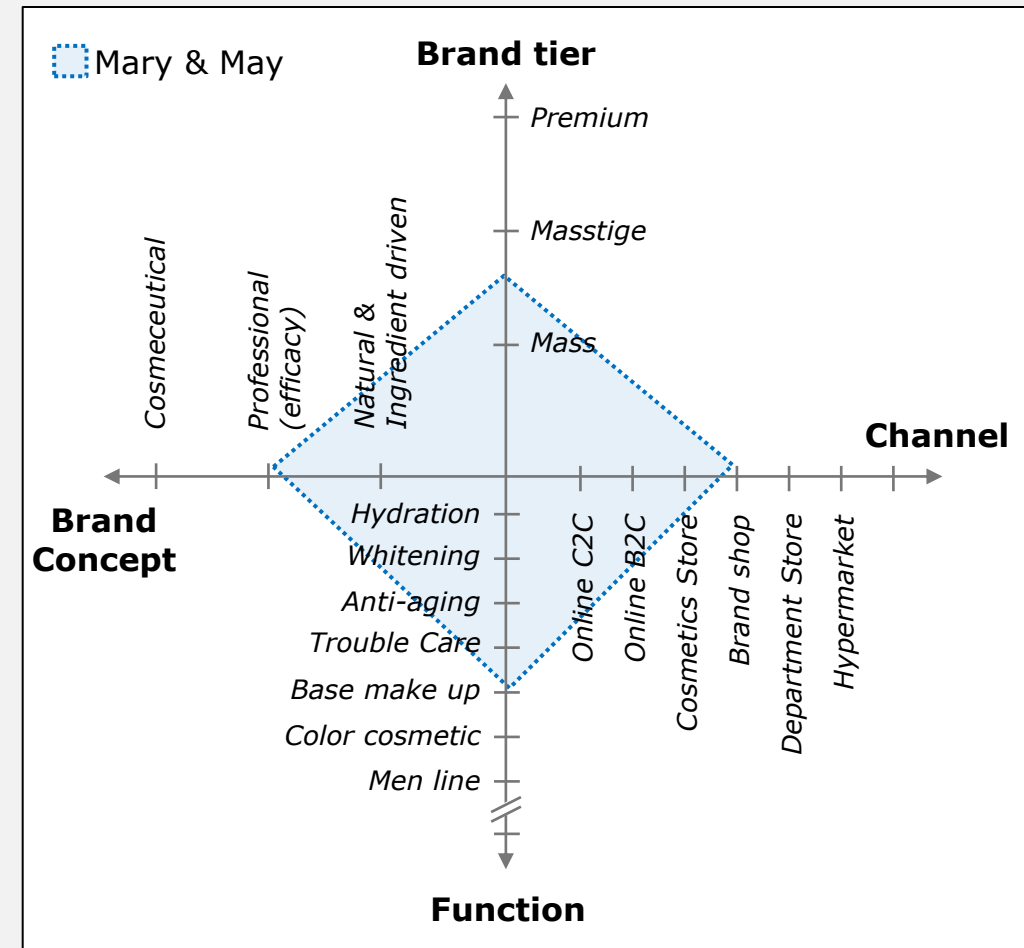 Mary & May
Brand tier
Premium
Masstige
Mass
Cosmeceutical
Professional
(efficacy)
Natural &
Ingredient driven
Channel
Brand
Concept
Hydration
Whitening
Anti-aging
Trouble Care
Base make up
Color cosmetic
Men line
Online C2C
Online B2C
Cosmetics Store
Brand shop
Department Store
Hypermarket
Function